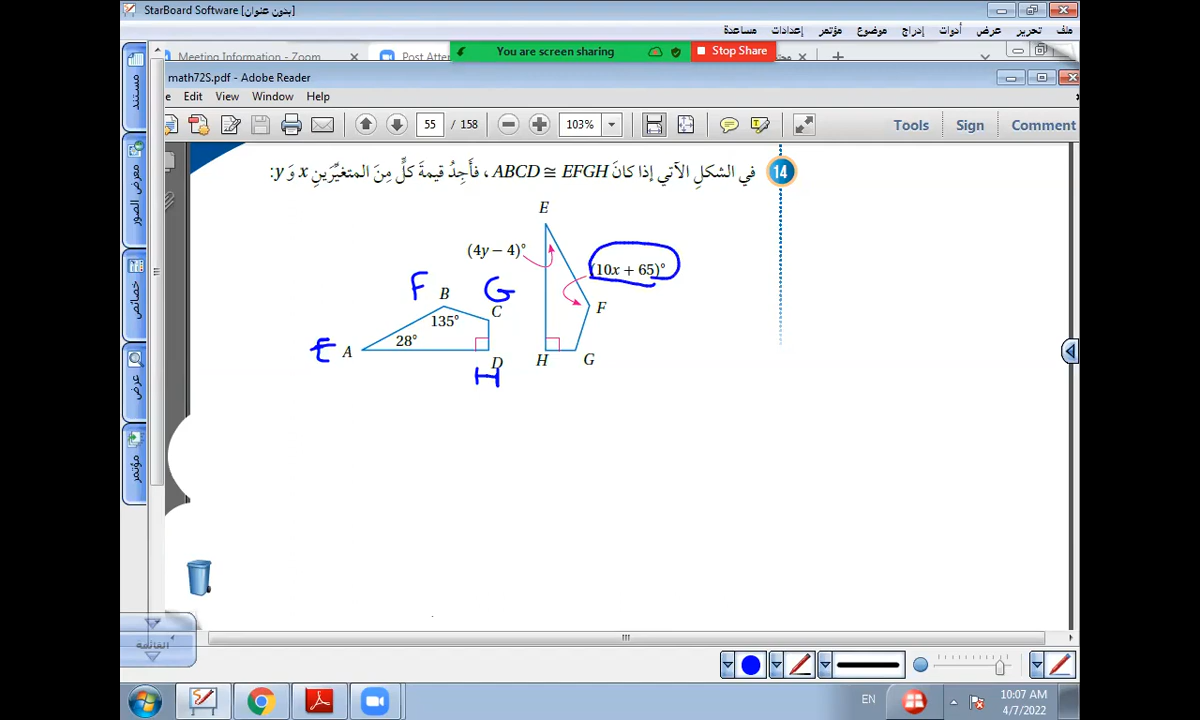 StarBoard Software [بدون عنوان]
ملف تحرير عرض أدوات إدراج موضوع مؤتمر إعدادات مساعدة
Meeting Information - Zoom
Post Atter
You are screen sharing
Stop Share
math72S.pdf - Adobe Reader
e Edit View Window Help
55 / 158
103%
Tools Sign Comment
14 في الشكلِ الآتي إذا كانَ ABCD ≅ EFGH ، فأَجِدُ قيمةَ كلٍّ مِنَ المتغيِّرَينِ x وَ y:
E
(4y − 4)°
(10x + 65)°
F
G
B
C
F
135°
28°
E
A
D
H
G
H
مستند
معرض الصور
خصائص
عرض
مؤتمر
القائمة
EN
10:07 AM
4/7/2022